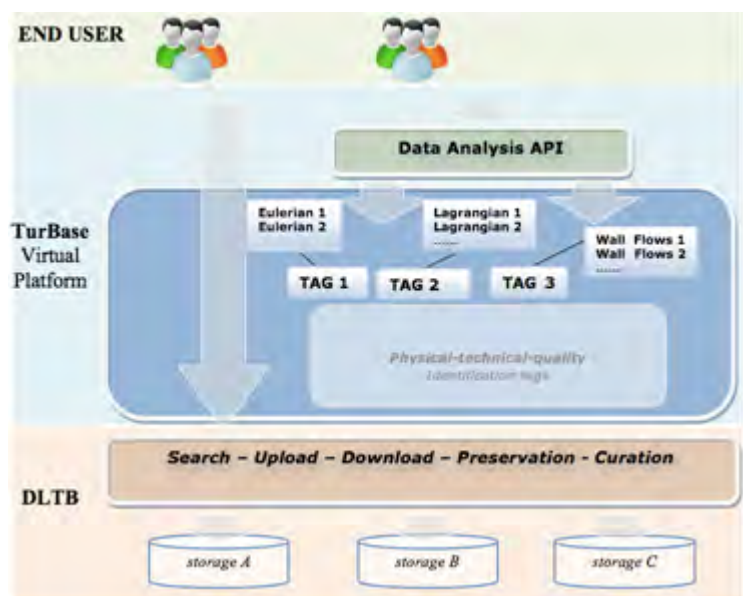 END USER
Data Analysis API
TurBase
Virtual
Platform
Eulerian 1
Eulerian 2
Lagrangian 1
Lagrangian 2
......
Wall Flows 1
Wall Flows 2
......
TAG 1
TAG 2
TAG 3
Physical-technical-quality
Identification tags
Search – Upload – Download – Preservation - Curation
DLTB
storage A
storage B
storage C